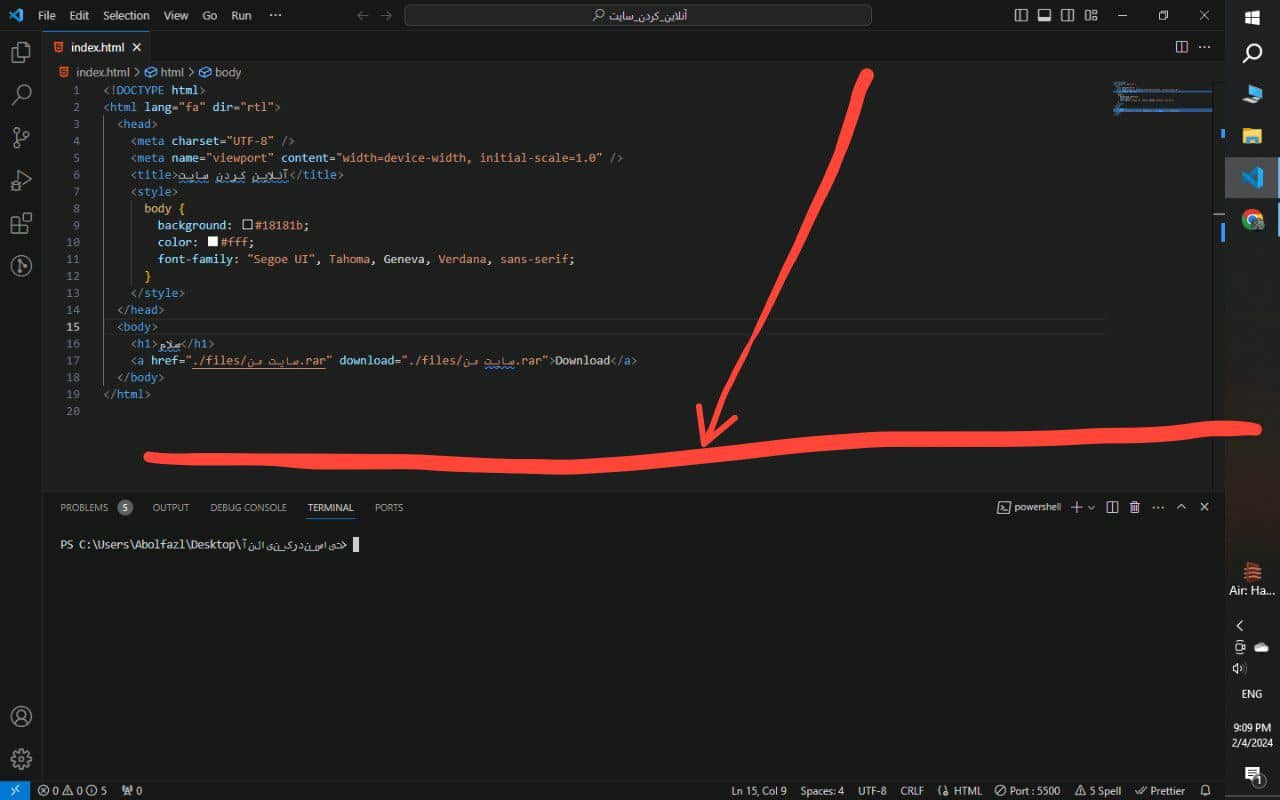 File Edit Selection View Go Run ···
آنلاین_کردن_سایت
index.html
index.html > html > body
1 <!DOCTYPE html>
2 <html lang="fa" dir="rtl">
3 <head>
4 <meta charset="UTF-8" />
5 <meta name="viewport" content="width=device-width, initial-scale=1.0" />
6 <title>آنلاین کردن سایت</title>
7 <style>
8 body {
9 background: #18181b;
10 color: #fff;
11 font-family: "Segoe UI", Tahoma, Geneva, Verdana, sans-serif;
12 }
13 </style>
14 </head>
15 <body>
16 <h1>سلام</h1>
17 <a href="./files/سایت من.rar" download="./files/سایت من.rar">Download</a>
18 </body>
19 </html>
20
PROBLEMS 5 OUTPUT DEBUG CONSOLE TERMINAL PORTS
powershell
PS C:\Users\Abolfazl\Desktop\
0 0 5 0
Ln 15, Col 9 Spaces: 4 UTF-8 CRLF HTML Port : 5500 5 Spell Prettier
Air: Ha...
ENG
9:09 PM
2/4/2024
1